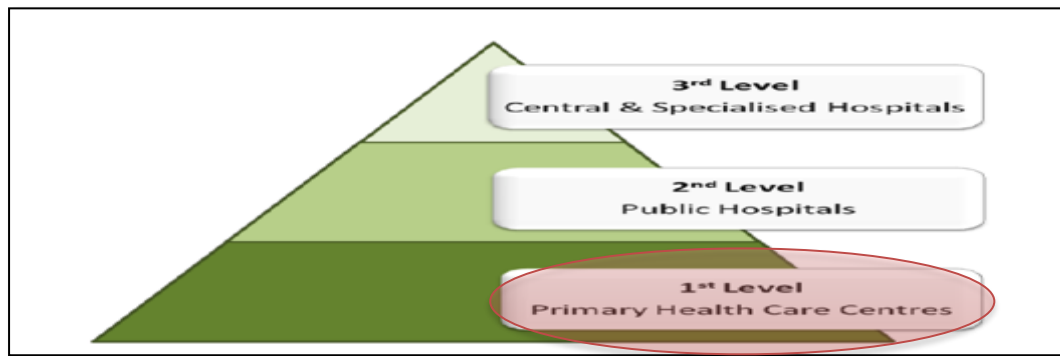 3rd Level
Central & Specialised Hospitals
2nd Level
Public Hospitals
1st Level
Primary Health Care Centres